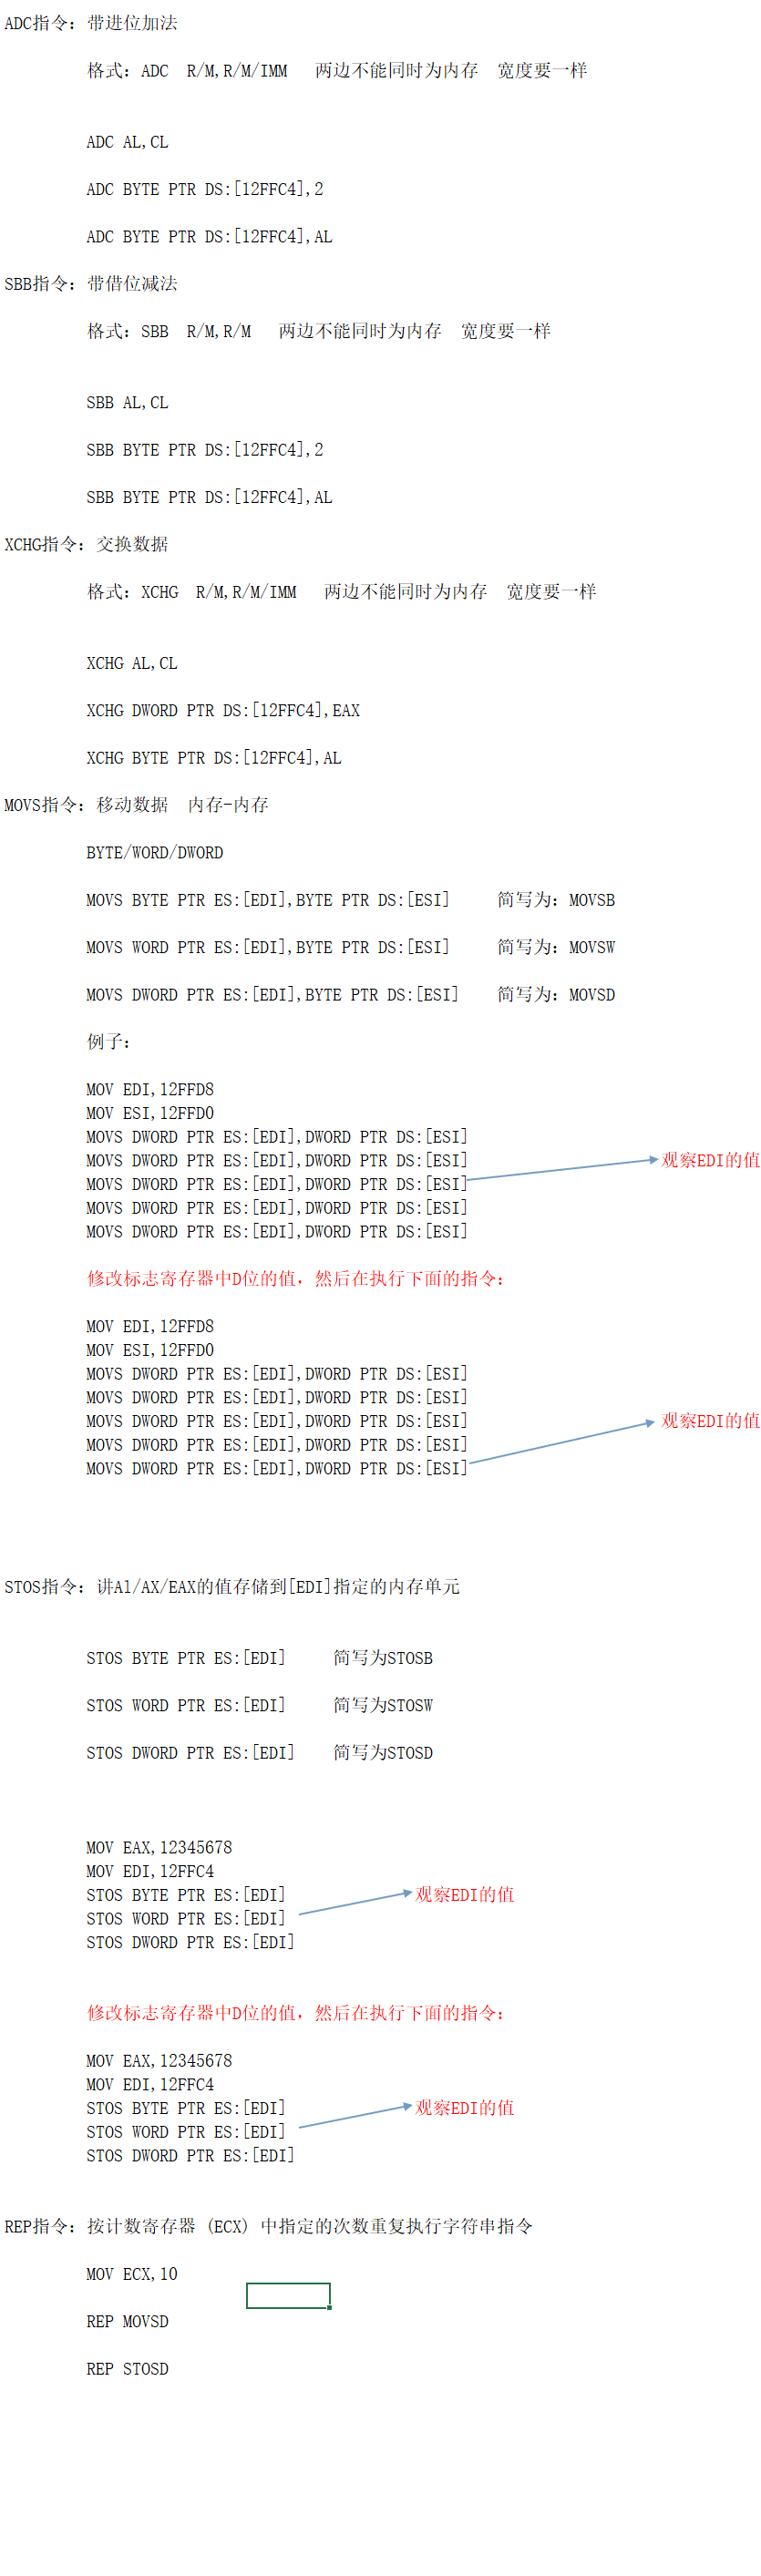 ADC指令：带进位加法
格式：ADC  R/M,R/M/IMM   两边不能同时为内存  宽度要一样
ADC AL,CL
ADC BYTE PTR DS:[12FFC4],2
ADC BYTE PTR DS:[12FFC4],AL
SBB指令：带借位减法
格式：SBB  R/M,R/M   两边不能同时为内存  宽度要一样
SBB AL,CL
SBB BYTE PTR DS:[12FFC4],2
SBB BYTE PTR DS:[12FFC4],AL
XCHG指令：交换数据
格式：XCHG  R/M,R/M/IMM   两边不能同时为内存  宽度要一样
XCHG AL,CL
XCHG DWORD PTR DS:[12FFC4],EAX
XCHG BYTE PTR DS:[12FFC4],AL
MOVS指令：移动数据  内存-内存
BYTE/WORD/DWORD
MOVS BYTE PTR ES:[EDI],BYTE PTR DS:[ESI]     简写为：MOVSB
MOVS WORD PTR ES:[EDI],BYTE PTR DS:[ESI]     简写为：MOVSW
MOVS DWORD PTR ES:[EDI],BYTE PTR DS:[ESI]    简写为：MOVSD
例子：
MOV EDI,12FFD8
MOV ESI,12FFD0
MOVS DWORD PTR ES:[EDI],DWORD PTR DS:[ESI]
MOVS DWORD PTR ES:[EDI],DWORD PTR DS:[ESI] 观察EDI的值
MOVS DWORD PTR ES:[EDI],DWORD PTR DS:[ESI]
MOVS DWORD PTR ES:[EDI],DWORD PTR DS:[ESI]
MOVS DWORD PTR ES:[EDI],DWORD PTR DS:[ESI]
修改标志寄存器中D位的值，然后在执行下面的指令：
MOV EDI,12FFD8
MOV ESI,12FFD0
MOVS DWORD PTR ES:[EDI],DWORD PTR DS:[ESI]
MOVS DWORD PTR ES:[EDI],DWORD PTR DS:[ESI]
MOVS DWORD PTR ES:[EDI],DWORD PTR DS:[ESI] 观察EDI的值
MOVS DWORD PTR ES:[EDI],DWORD PTR DS:[ESI]
MOVS DWORD PTR ES:[EDI],DWORD PTR DS:[ESI]
STOS指令：讲Al/AX/EAX的值存储到[EDI]指定的内存单元
STOS BYTE PTR ES:[EDI]     简写为STOSB
STOS WORD PTR ES:[EDI]     简写为STOSW
STOS DWORD PTR ES:[EDI]    简写为STOSD
MOV EAX,12345678
MOV EDI,12FFC4
STOS BYTE PTR ES:[EDI] 观察EDI的值
STOS WORD PTR ES:[EDI]
STOS DWORD PTR ES:[EDI]
修改标志寄存器中D位的值，然后在执行下面的指令：
MOV EAX,12345678
MOV EDI,12FFC4
STOS BYTE PTR ES:[EDI] 观察EDI的值
STOS WORD PTR ES:[EDI]
STOS DWORD PTR ES:[EDI]
REP指令：按计数寄存器 (ECX) 中指定的次数重复执行字符串指令
MOV ECX,10
REP MOVSD
REP STOSD